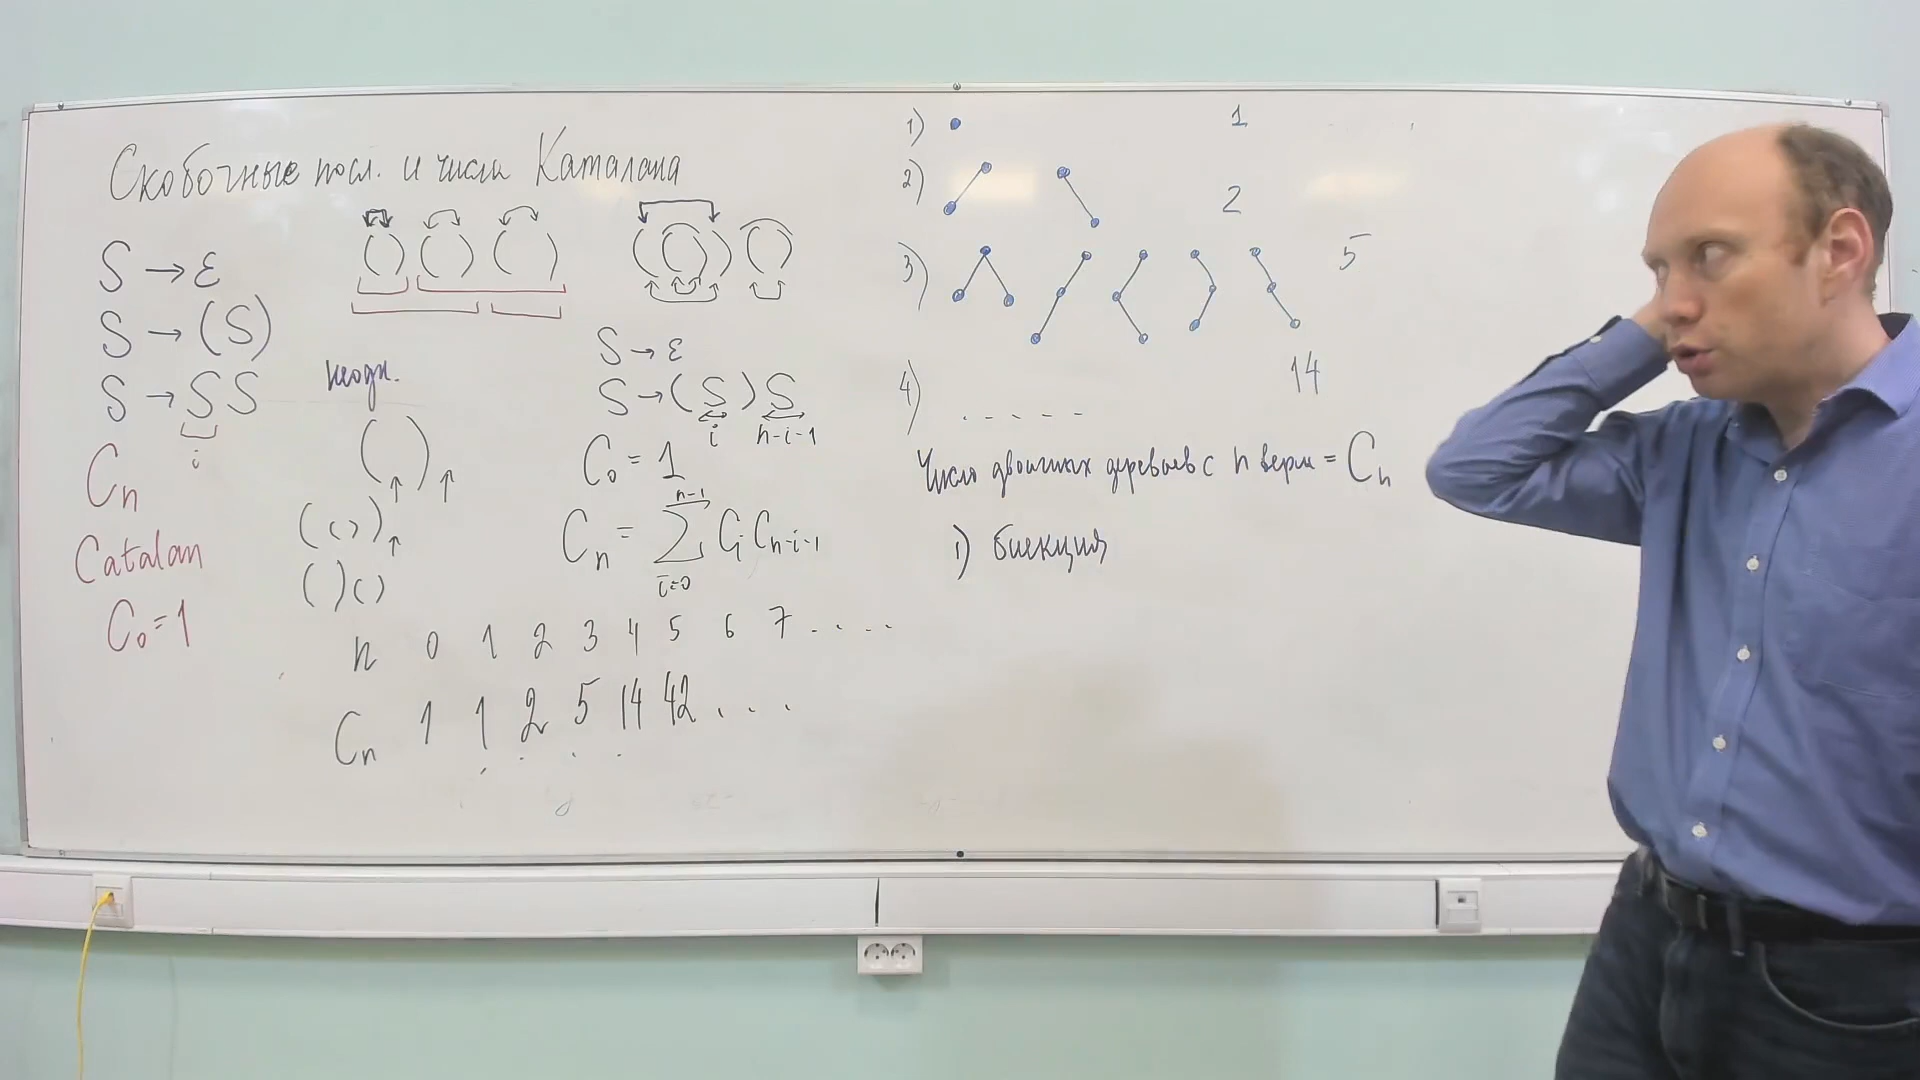 Скобочные посл. и числа Каталана
S → ε
S → (S)
S → SS
i
Cn
Catalan
C₀ = 1
( ) ( ) ( )
( ( ) ) ( )
неодн.
( )
( ( ) )
( ) ( )
S → ε
S → (S)S
i n-i-1
C₀ = 1
Cₙ = ∑ᵢ₌₀ⁿ⁻¹ Cᵢ Cₙ₋ᵢ₋₁
n 0 1 2 3 4 5 6 7 ....
Cn 1 1 2 5 14 42 ...
1) 1
2) 2
3) 5
4) ..... 14
Число двоичных деревьев с n верш = Cn
1) биекция